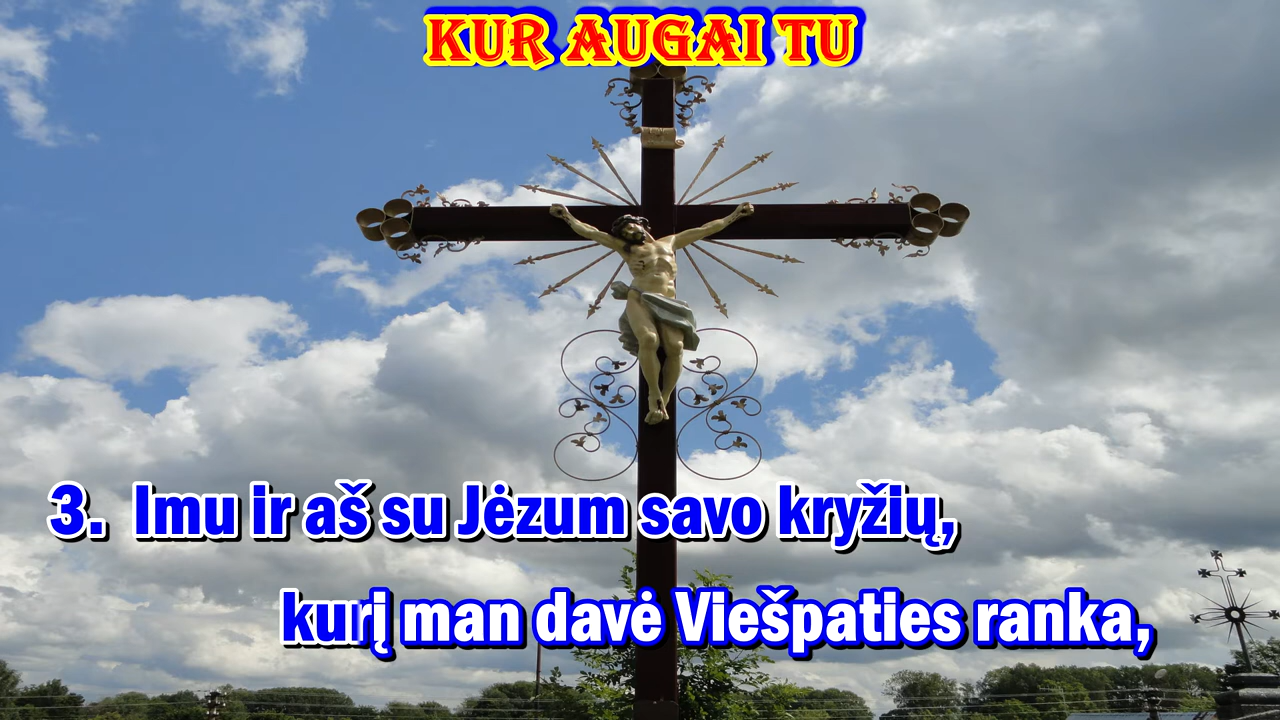 KUR AUGAI TU
3. Imu ir aš su Jėzum savo kryžių,
kurį man davė Viešpaties ranka,